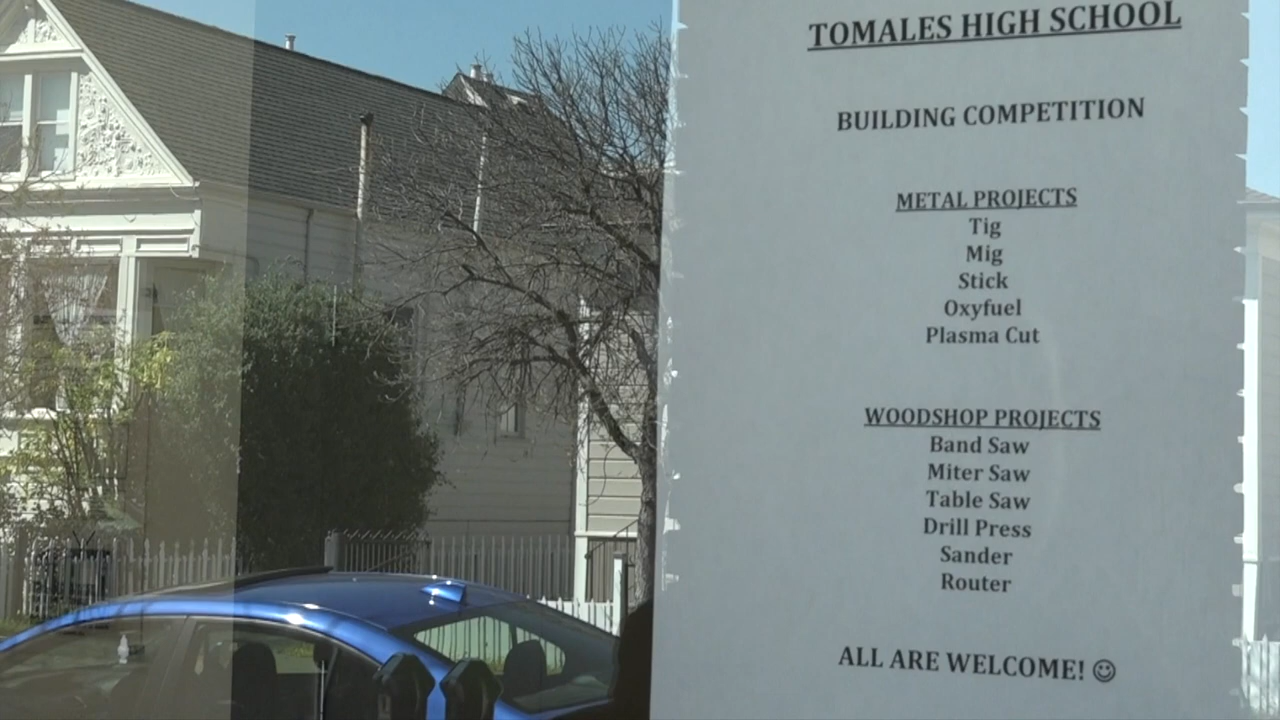 TOMALES HIGH SCHOOL
BUILDING COMPETITION
METAL PROJECTS
Tig
Mig
Stick
Oxyfuel
Plasma Cut
WOODSHOP PROJECTS
Band Saw
Miter Saw
Table Saw
Drill Press
Sander
Router
ALL ARE WELCOME! ☺